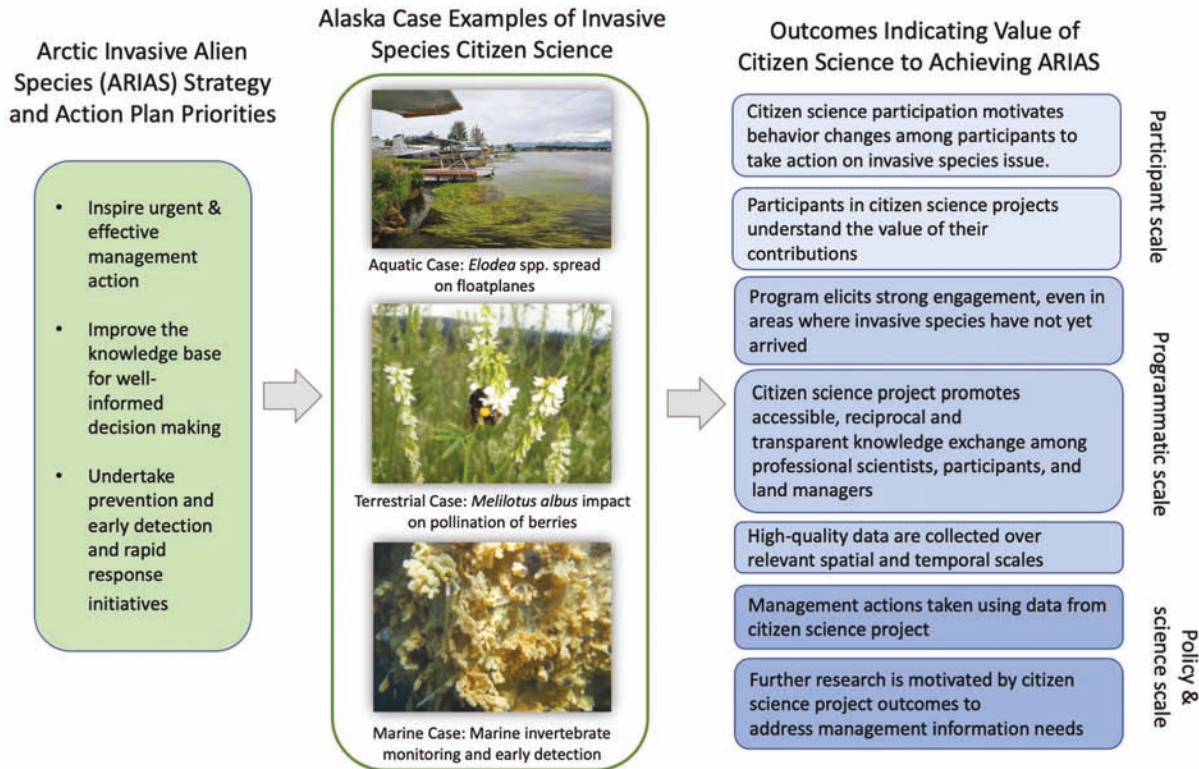 Arctic Invasive Alien
Species (ARIAS) Strategy
and Action Plan Priorities
• Inspire urgent &
effective
management
action
• Improve the
knowledge base
for well-
informed
decision making
• Undertake
prevention and
early detection
and rapid
response
initiatives
Alaska Case Examples of Invasive
Species Citizen Science
Aquatic Case: Elodea spp. spread
on floatplanes
Terrestrial Case: Melilotus albus impact
on pollination of berries
Marine Case: Marine invertebrate
monitoring and early detection
Outcomes Indicating Value of
Citizen Science to Achieving ARIAS
Citizen science participation motivates
behavior changes among participants to
take action on invasive species issue.
Participants in citizen science projects
understand the value of their
contributions
Program elicits strong engagement, even in
areas where invasive species have not yet
arrived
Citizen science project promotes
accessible, reciprocal and
transparent knowledge exchange among
professional scientists, participants, and
land managers
High-quality data are collected over
relevant spatial and temporal scales
Management actions taken using data from
citizen science project
Further research is motivated by citizen
science project outcomes to
address management information needs
Participant scale
Programmatic scale
Policy &
science scale